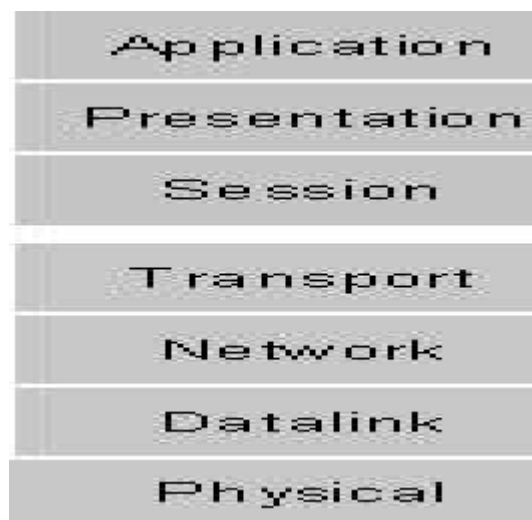 Application
Presentation
Session
Transport
Network
Datalink
Physical